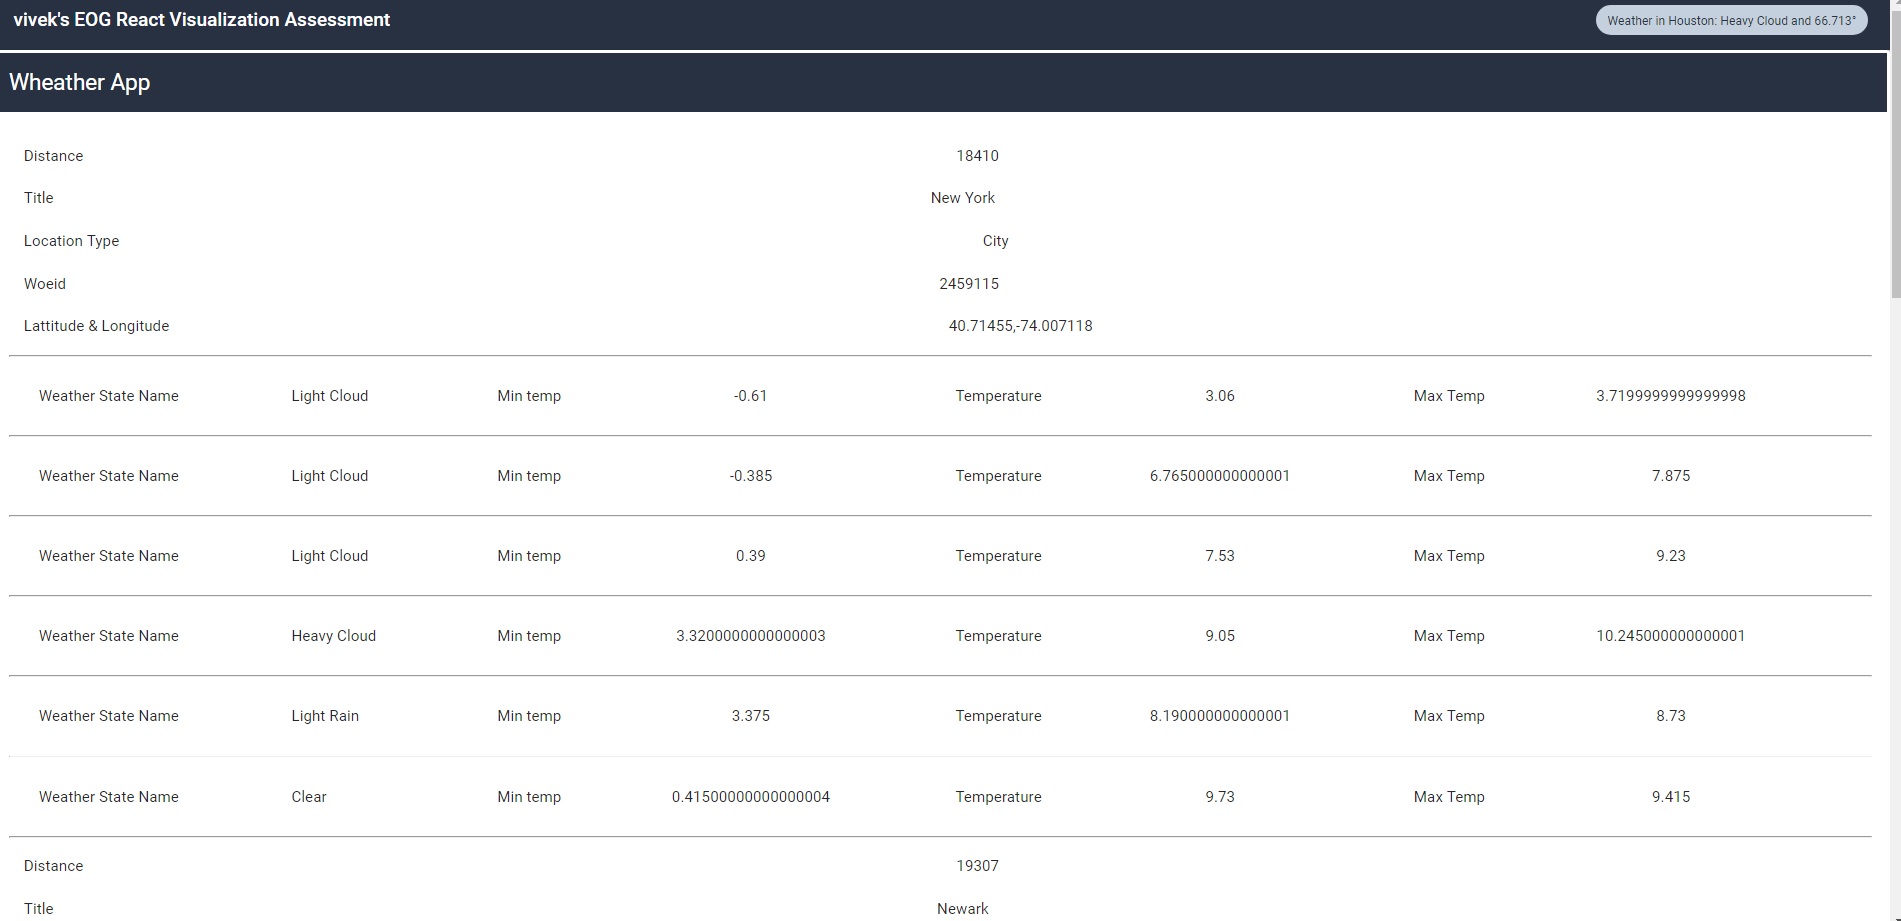 vivek's EOG React Visualization Assessment
Weather in Houston: Heavy Cloud and 66.713°
Wheather App
Distance 18410
Title New York
Location Type City
Woeid 2459115
Lattitude & Longitude 40.71455,-74.007118
Weather State Name Light Cloud Min temp -0.61 Temperature 3.06 Max Temp 3.7199999999999998
Weather State Name Light Cloud Min temp -0.385 Temperature 6.765000000000001 Max Temp 7.875
Weather State Name Light Cloud Min temp 0.39 Temperature 7.53 Max Temp 9.23
Weather State Name Heavy Cloud Min temp 3.3200000000000003 Temperature 9.05 Max Temp 10.245000000000001
Weather State Name Light Rain Min temp 3.375 Temperature 8.190000000000001 Max Temp 8.73
Weather State Name Clear Min temp 0.41500000000000004 Temperature 9.73 Max Temp 9.415
Distance 19307
Title Newark